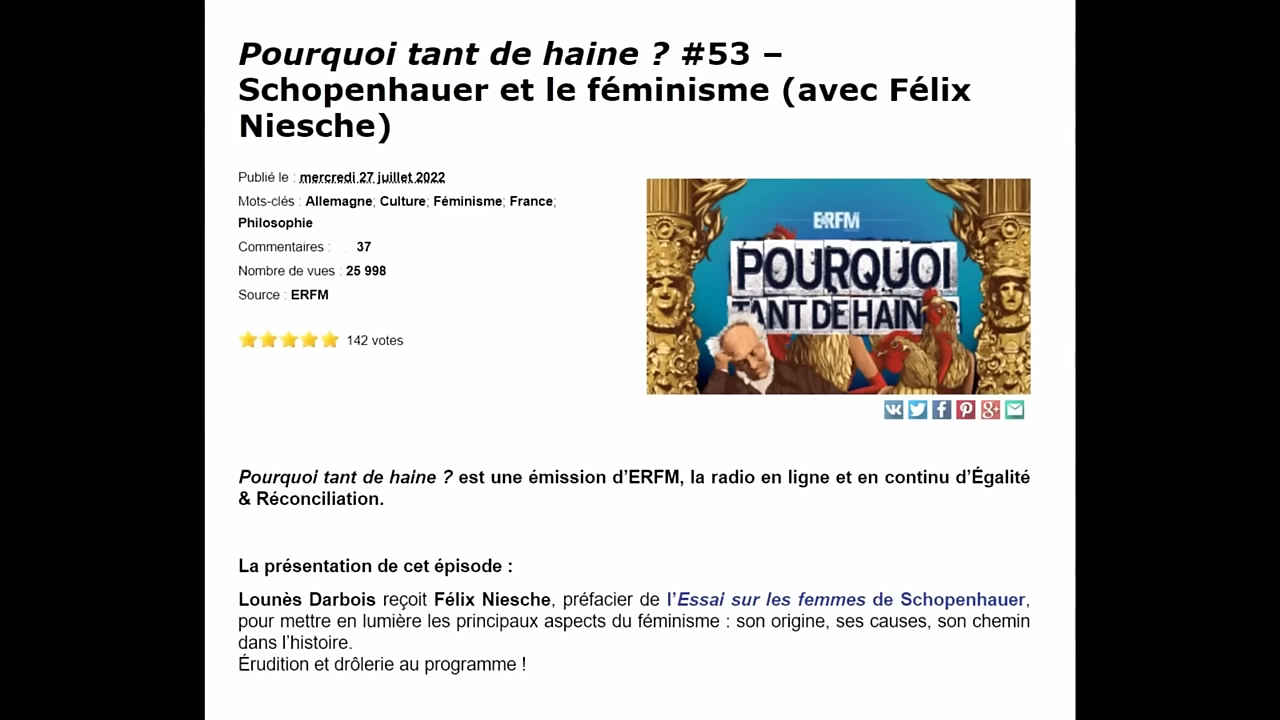 Pourquoi tant de haine ? #53 –
Schopenhauer et le féminisme (avec Félix
Niesche)
Publié le : mercredi 27 juillet 2022
Mots-clés : Allemagne; Culture; Féminisme; France;
Philosophie
Commentaires : 37
Nombre de vues : 25 998
Source : ERFM
142 votes
ERFM
POURQUOI
TANT DE HAIN
Pourquoi tant de haine ? est une émission d’ERFM, la radio en ligne et en continu d’Égalité
& Réconciliation.
La présentation de cet épisode :
Lounès Darbois reçoit Félix Niesche, préfacier de l’Essai sur les femmes de Schopenhauer,
pour mettre en lumière les principaux aspects du féminisme : son origine, ses causes, son chemin
dans l’histoire.
Érudition et drôlerie au programme !